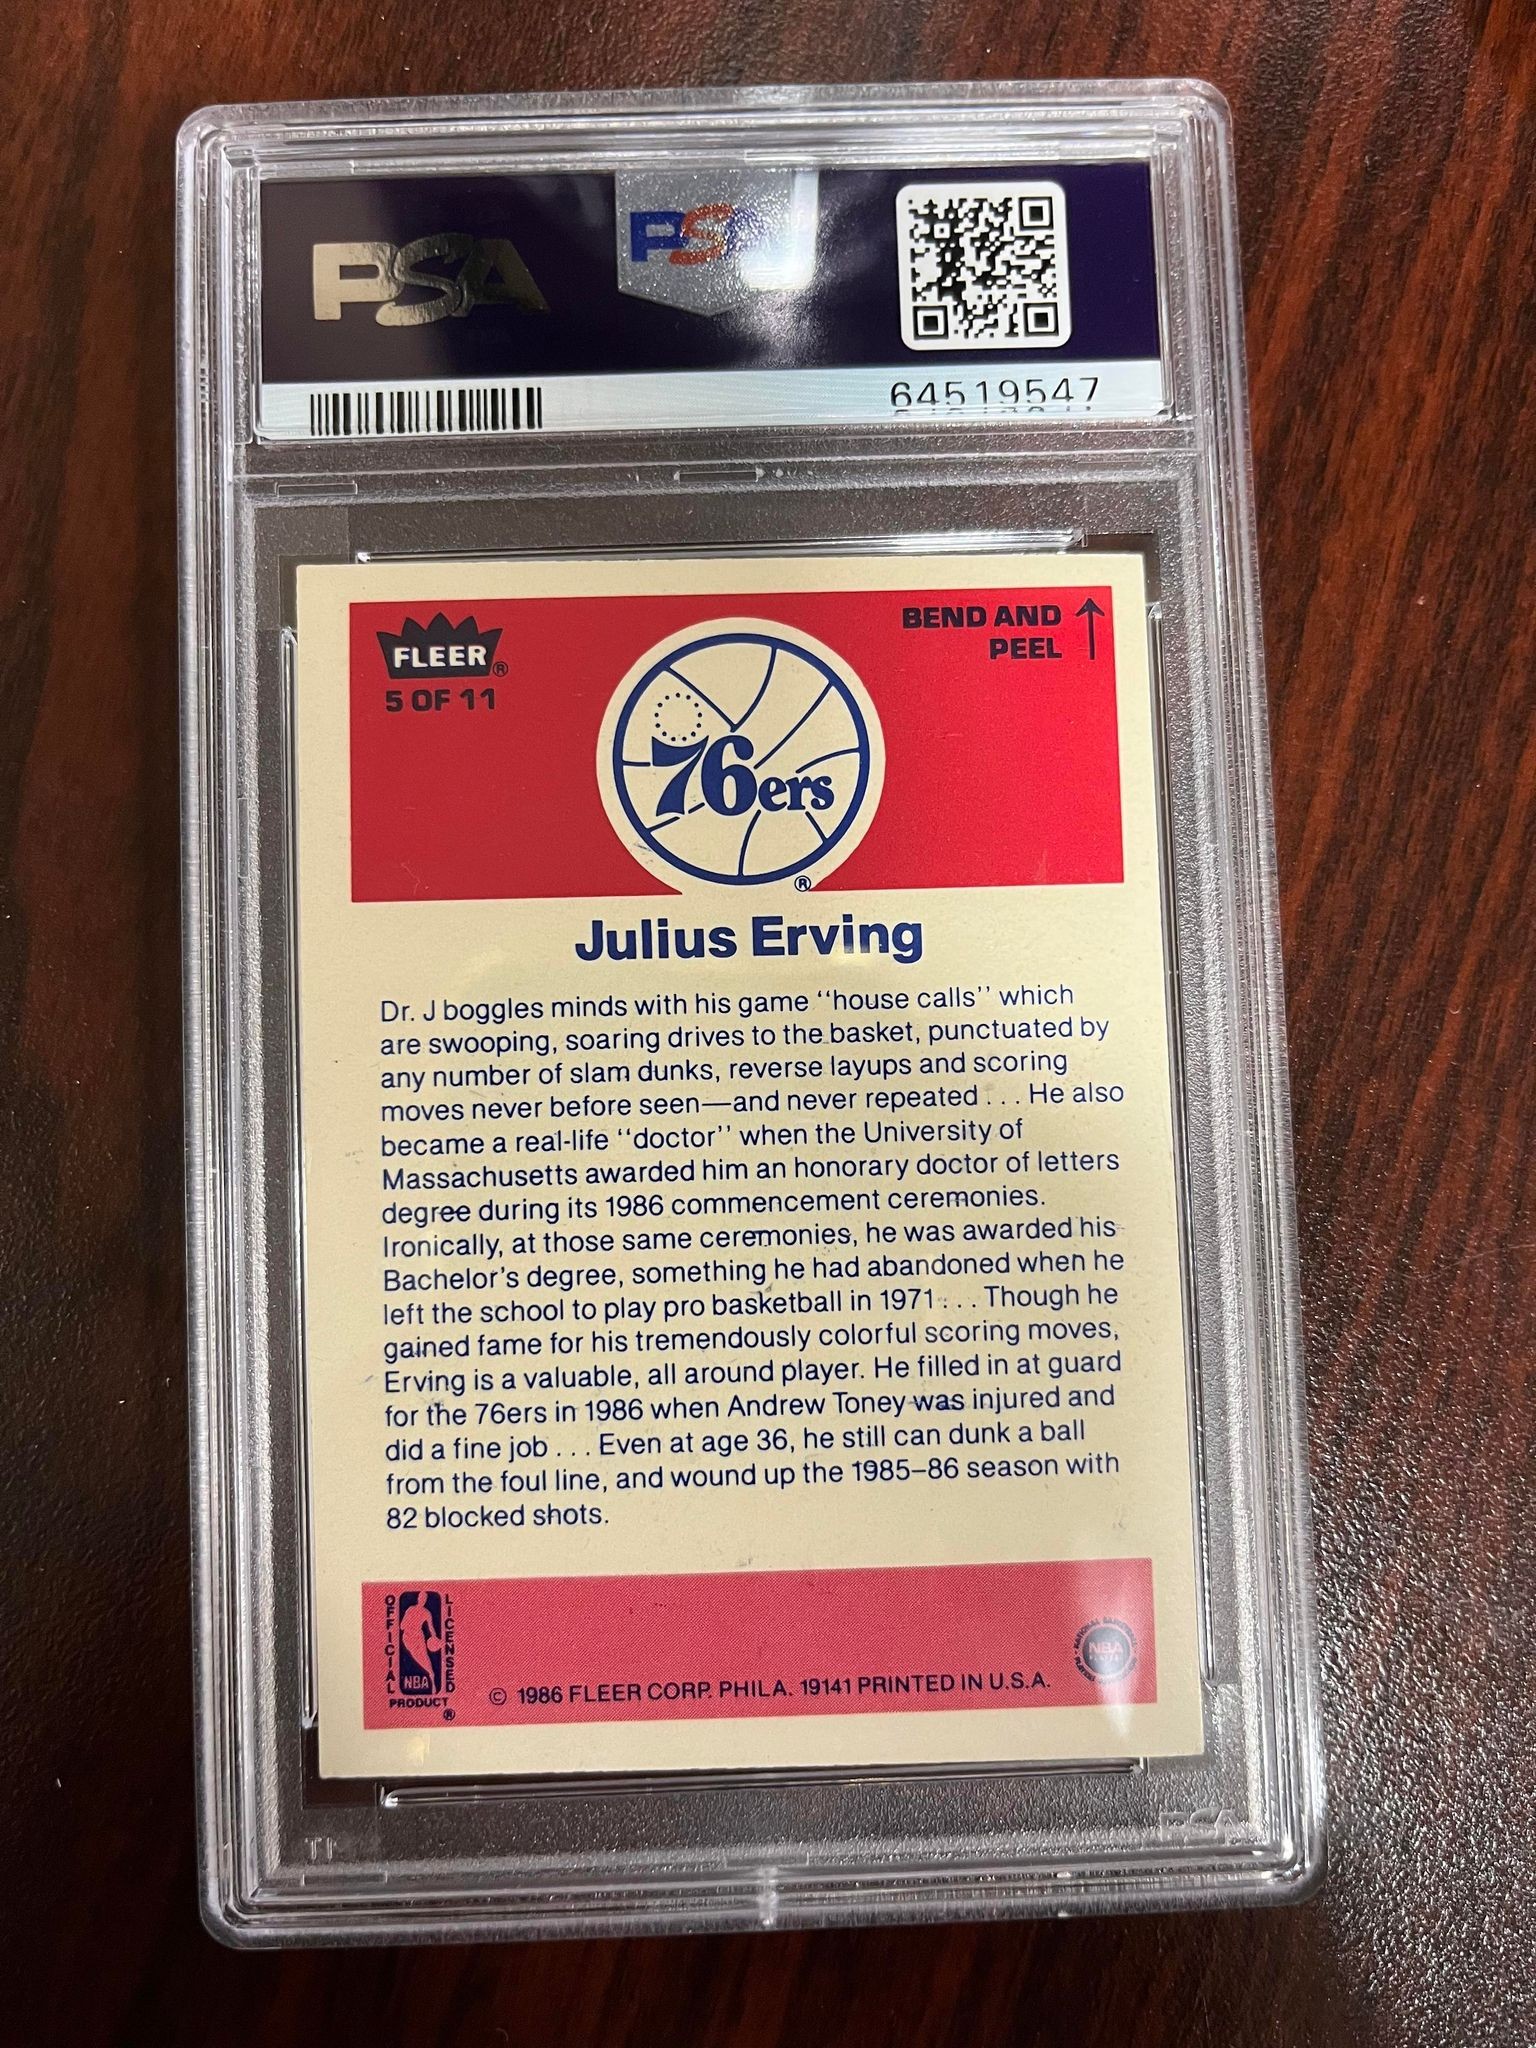 PSA
PSA
64519547
FLEER®
5 OF 11
BEND AND
PEEL
76ers
®
Julius Erving
Dr. J boggles minds with his game "house calls" which
are swooping, soaring drives to the basket, punctuated by
any number of slam dunks, reverse layups and scoring
moves never before seen—and never repeated . . . He also
became a real-life "doctor" when the University of
Massachusetts awarded him an honorary doctor of letters
degree during its 1986 commencement ceremonies.
Ironically, at those same ceremonies, he was awarded his
Bachelor's degree, something he had abandoned when he
left the school to play pro basketball in 1971 . . . Though he
gained fame for his tremendously colorful scoring moves,
Erving is a valuable, all around player. He filled in at guard
for the 76ers in 1986 when Andrew Toney was injured and
did a fine job . . . Even at age 36, he still can dunk a ball
from the foul line, and wound up the 1985–86 season with
82 blocked shots.
OFFICIAL
NBA
LICENSED
PRODUCT
®
© 1986 FLEER CORP. PHILA. 19141 PRINTED IN U.S.A.
NBA
PSA